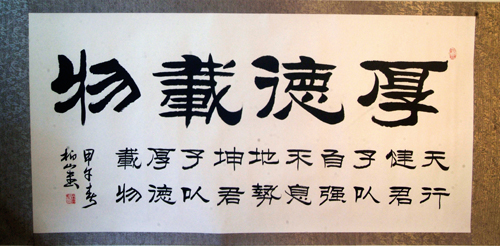 厚德載物
天行
健君
子以
自强
不息
地勢
坤君
子以
厚德
載物
甲午春